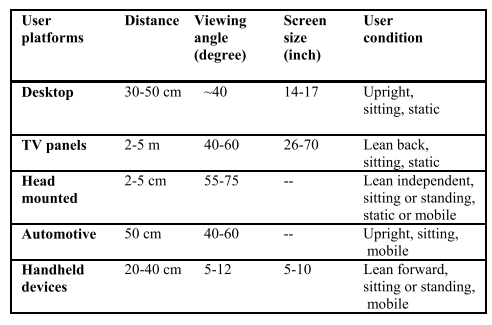 User platforms Distance Viewing angle (degree) Screen size (inch) User condition
Desktop 30-50 cm ~40 14-17 Upright, sitting, static
TV panels 2-5 m 40-60 26-70 Lean back, sitting, static
Head mounted 2-5 cm 55-75 -- Lean independent, sitting or standing, static or mobile
Automotive 50 cm 40-60 -- Upright, sitting, mobile
Handheld devices 20-40 cm 5-12 5-10 Lean forward, sitting or standing, mobile